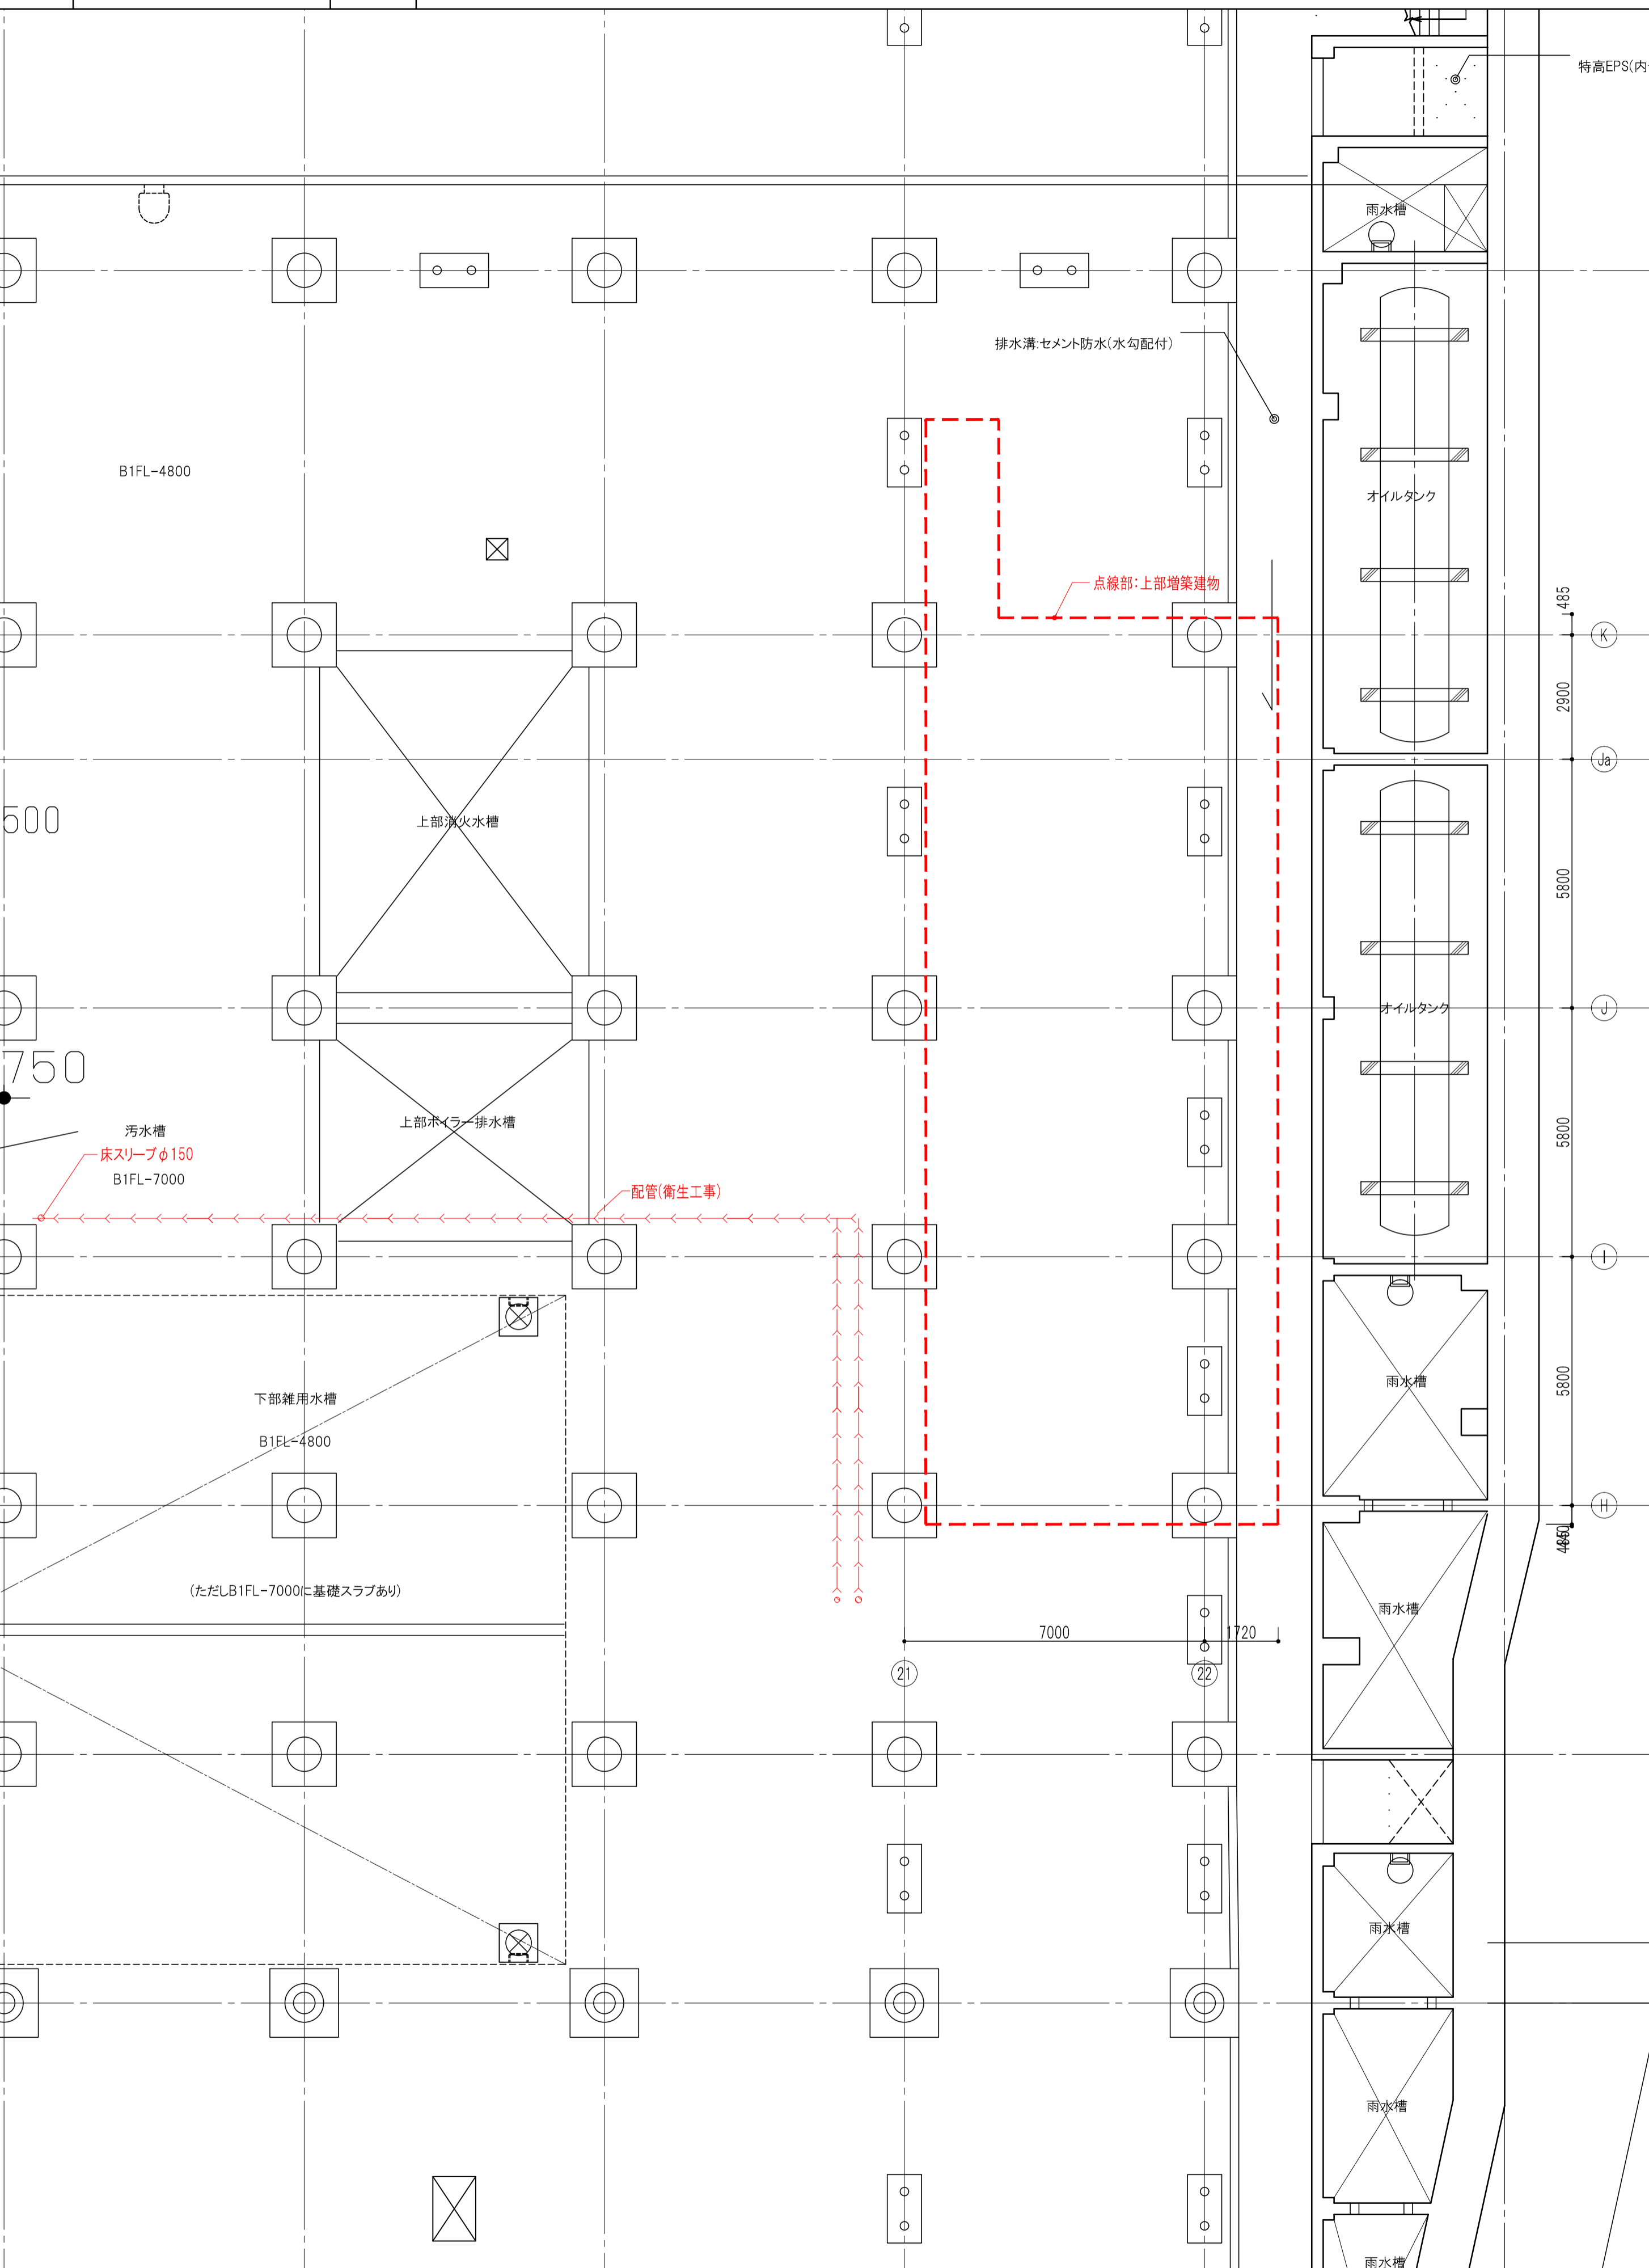 特高EPS(内
雨水槽
排水溝:セメント防水(水勾配付)
B1FL-4800
オイルタンク
点線部：上部増築建物
485
K
2900
Ja
500
上部消火水槽
5800
J
オイルタンク
750
上部ボイラー排水槽
汚水槽
5800
床スリーブφ150
B1FL-7000
配管(衛生工事)
I
雨水槽
5800
下部雑用水槽
B1FL-4800
H
(ただしB1FL-7000に基礎スラブあり)
雨水槽
7000
1720
21
22
雨水槽
雨水槽
雨水槽